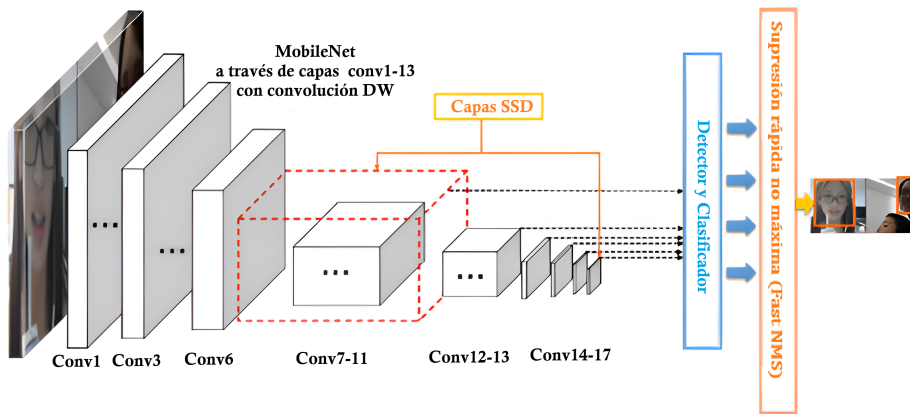 MobileNet
a través de capas conv1-13
con convolución DW
Capas SSD
Detector y Clasificador
Supresión rápida no máxima (Fast NMS)
Conv1
Conv3
Conv6
Conv7-11
Conv12-13
Conv14-17